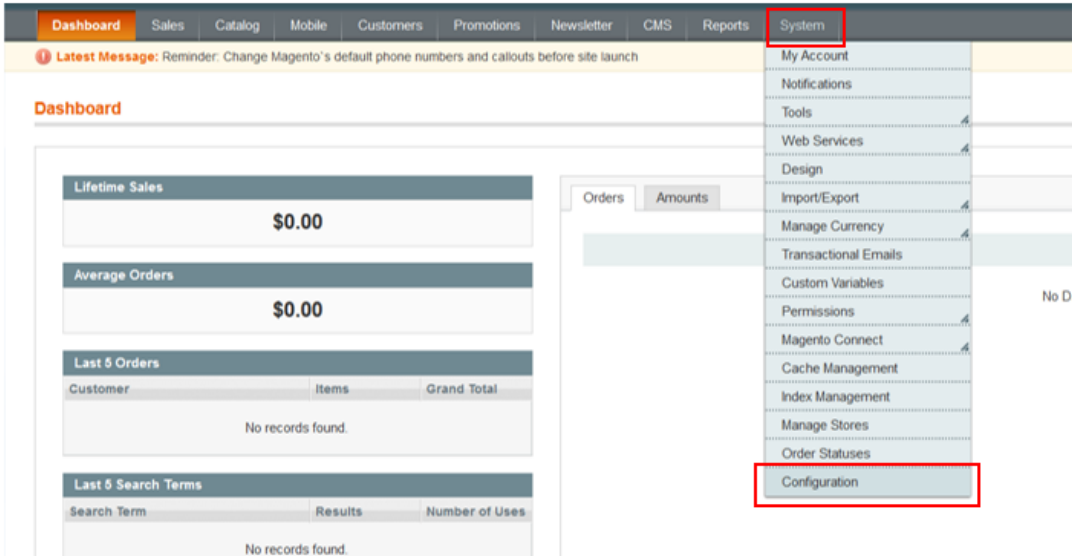 Dashboard Sales Catalog Mobile Customers Promotions Newsletter CMS Reports System
Latest Message: Reminder: Change Magento`s default phone numbers and callouts before site launch
Dashboard
Lifetime Sales
$0.00
Average Orders
$0.00
Last 5 Orders
Customer Items Grand Total
No records found.
Last 5 Search Terms
Search Term Results Number of Uses
No records found.
Orders Amounts
No D
My Account
Notifications
Tools
Web Services
Design
Import/Export
Manage Currency
Transactional Emails
Custom Variables
Permissions
Magento Connect
Cache Management
Index Management
Manage Stores
Order Statuses
Configuration